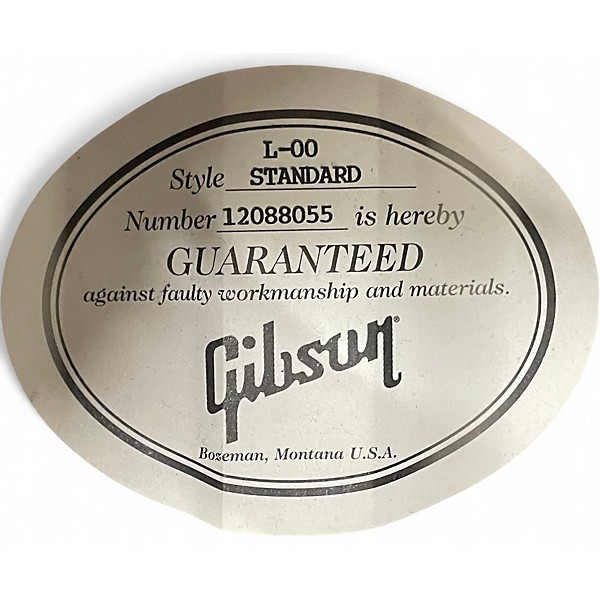 L-00
Style STANDARD
Number 12088055 is hereby
GUARANTEED
against faulty workmanship and materials.
Gibson®
Bozeman, Montana U.S.A.